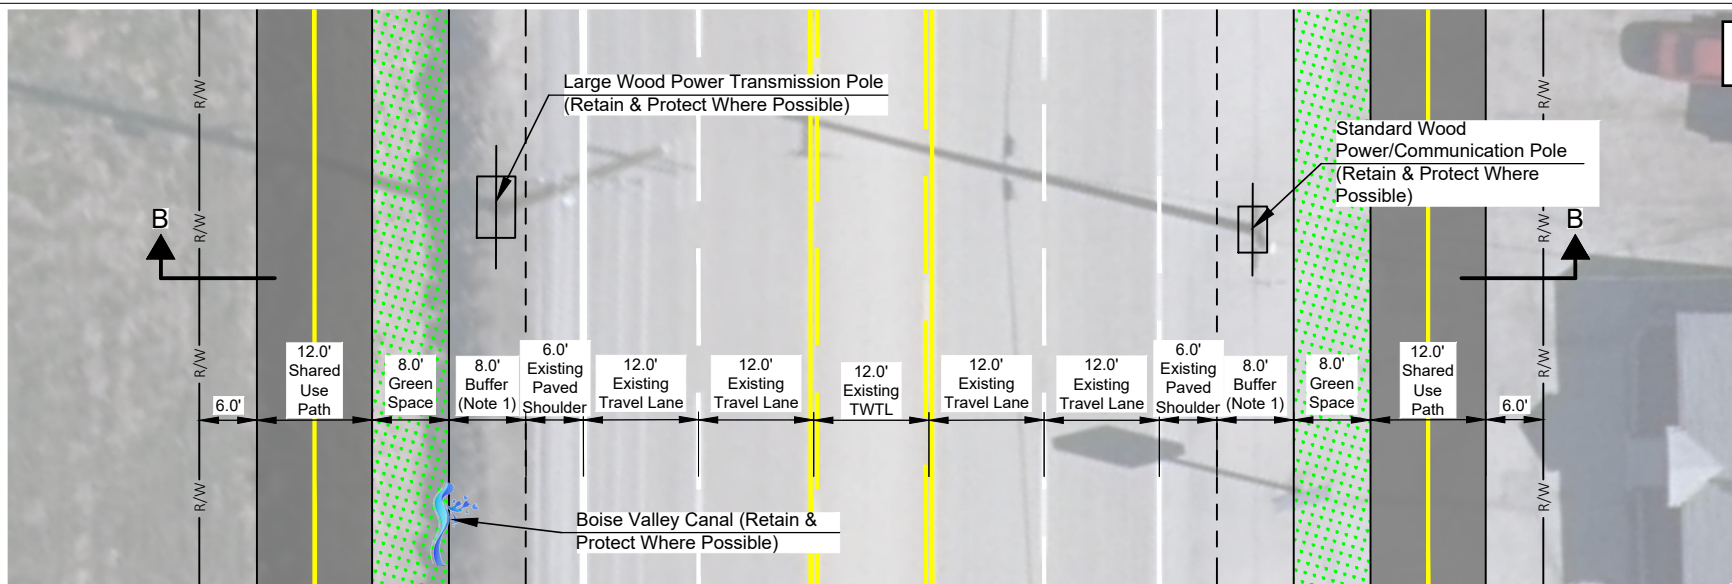 Large Wood Power Transmission Pole
(Retain & Protect Where Possible)
Standard Wood
Power/Communication Pole
(Retain & Protect Where
Possible)
R/W
R/W
R/W
R/W
R/W
R/W
R/W
R/W
B
B
6.0'
12.0'
Shared
Use
Path
8.0'
Green
Space
8.0'
Buffer
(Note 1)
6.0'
Existing
Paved
Shoulder
12.0'
Existing
Travel Lane
12.0'
Existing
Travel Lane
12.0'
Existing
TWTL
12.0'
Existing
Travel Lane
12.0'
Existing
Travel Lane
6.0'
Existing
Paved
Shoulder
8.0'
Buffer
(Note 1)
8.0'
Green
Space
12.0'
Shared
Use
Path
6.0'
Boise Valley Canal (Retain &
Protect Where Possible)